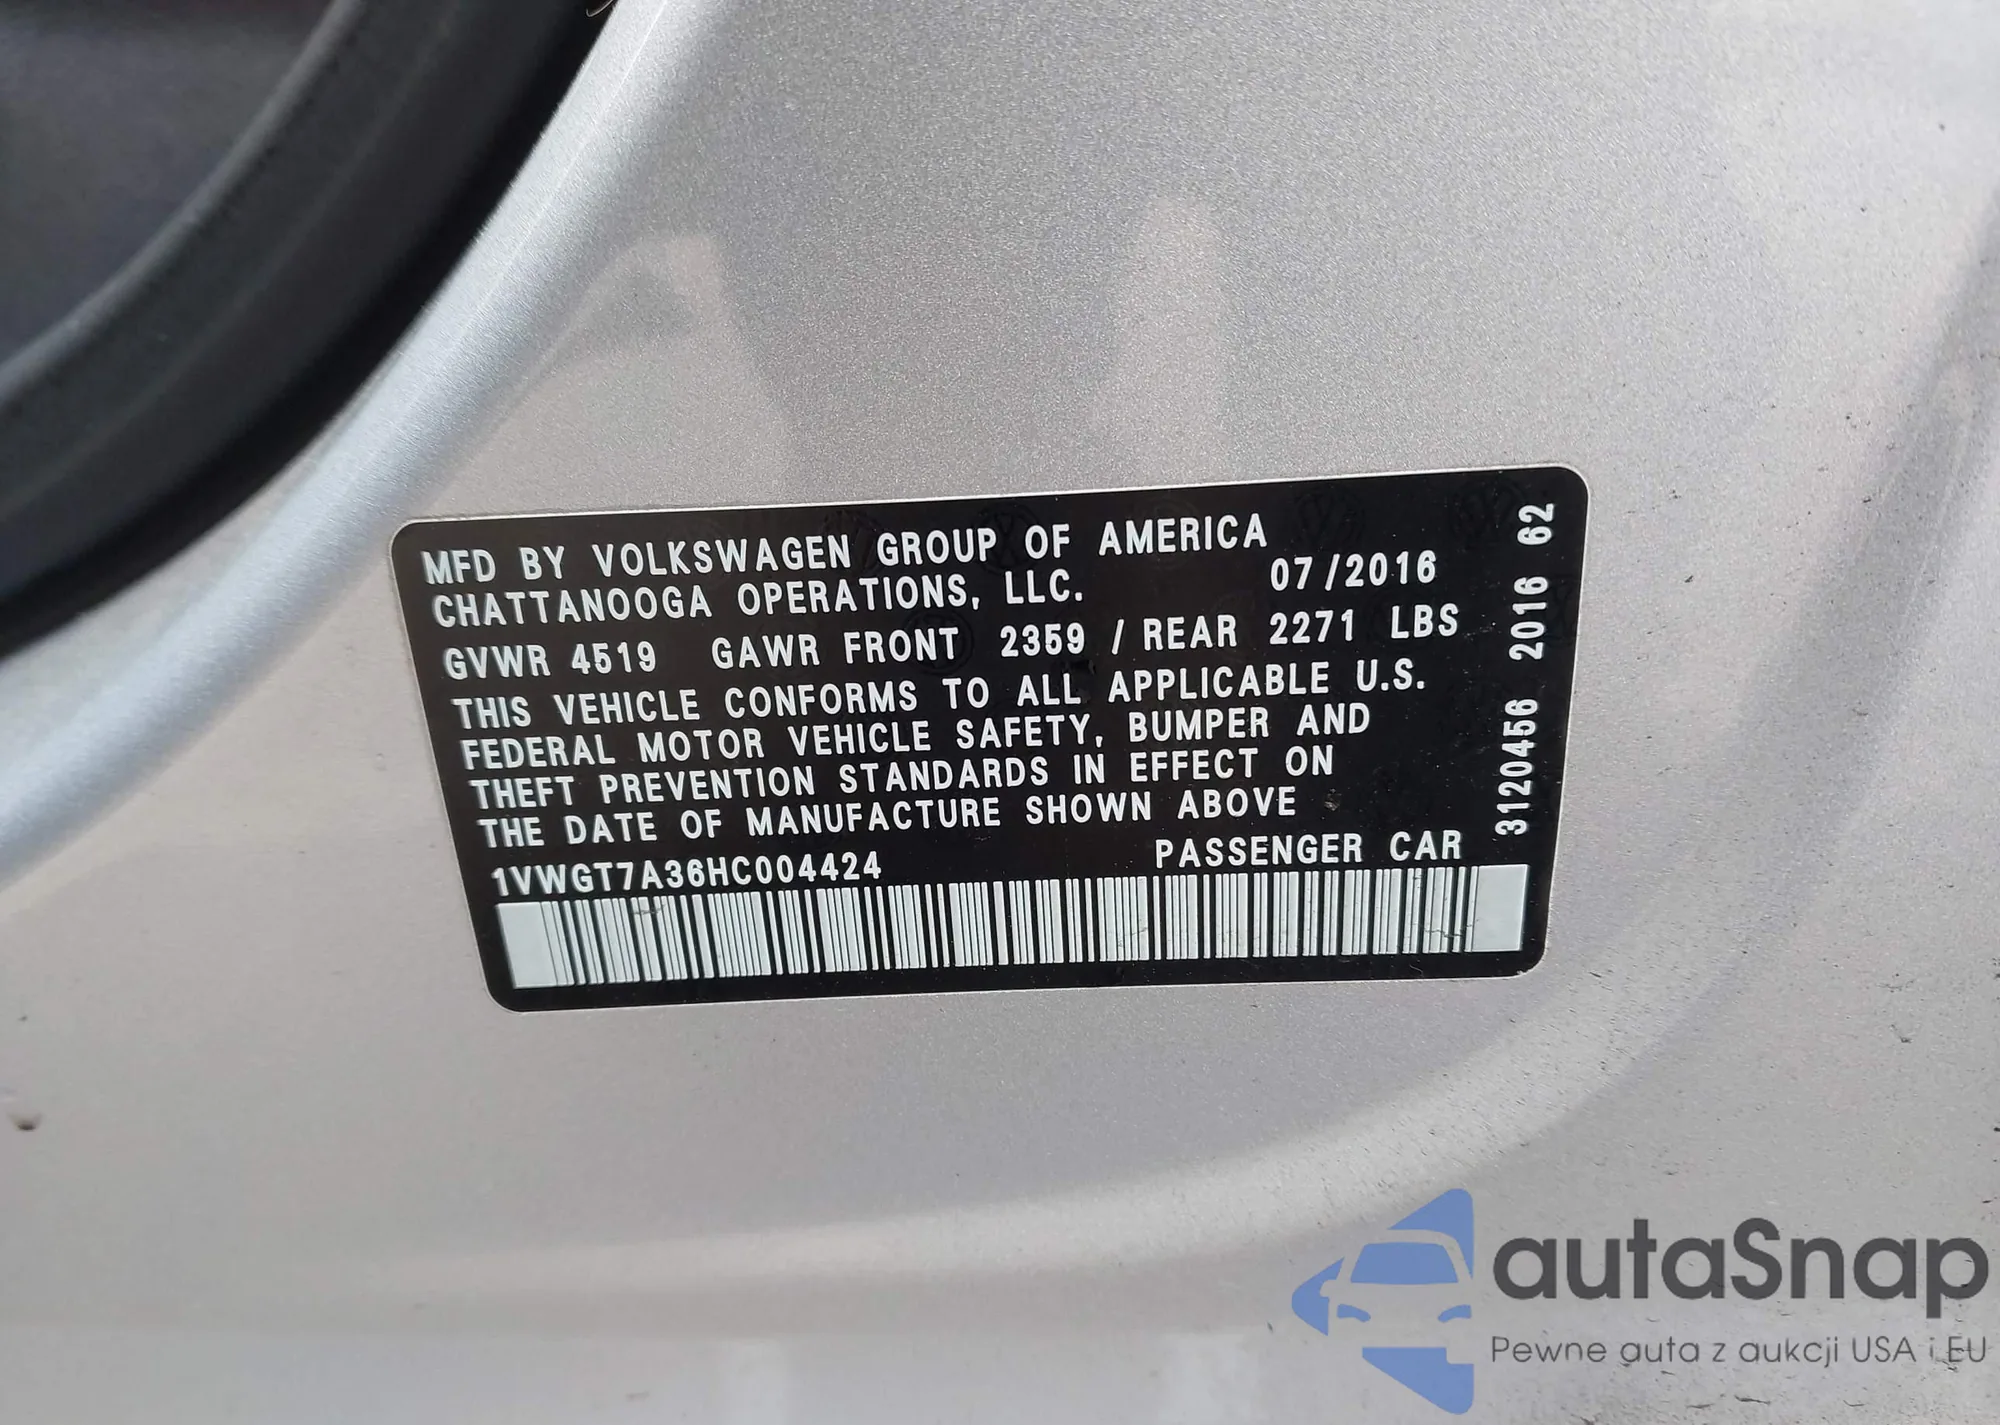 MFD BY VOLKSWAGEN GROUP OF AMERICA
CHATTANOOGA OPERATIONS, LLC. 07/2016
GVWR 4519 GAWR FRONT 2359 / REAR 2271 LBS
THIS VEHICLE CONFORMS TO ALL APPLICABLE U.S.
FEDERAL MOTOR VEHICLE SAFETY, BUMPER AND
THEFT PREVENTION STANDARDS IN EFFECT ON
THE DATE OF MANUFACTURE SHOWN ABOVE
1VWGT7A36HC004424 PASSENGER CAR
3120456 2016 62
autaSnap
Pewne auta z aukcji USA i EU